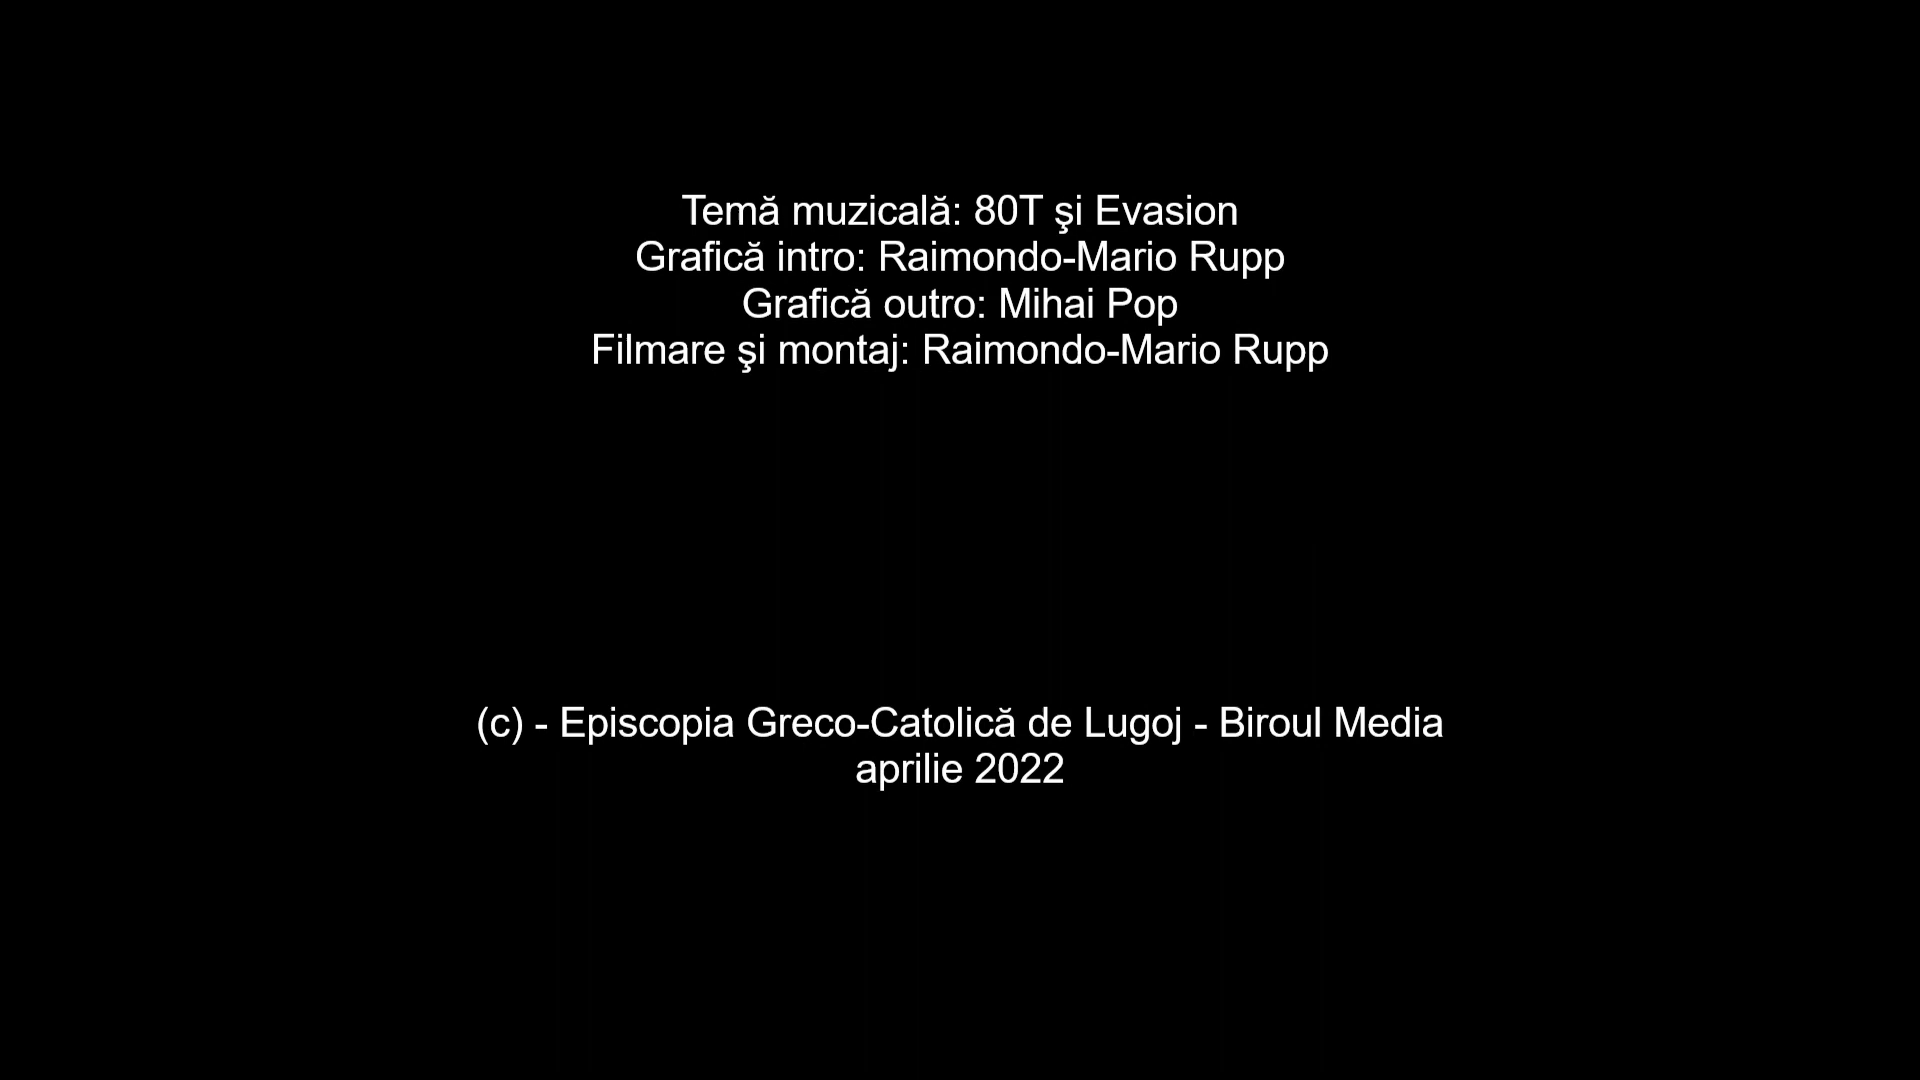 Temă muzicală: 80T şi Evasion
Grafică intro: Raimondo-Mario Rupp
Grafică outro: Mihai Pop
Filmare şi montaj: Raimondo-Mario Rupp
(c) - Episcopia Greco-Catolică de Lugoj - Biroul Media
aprilie 2022